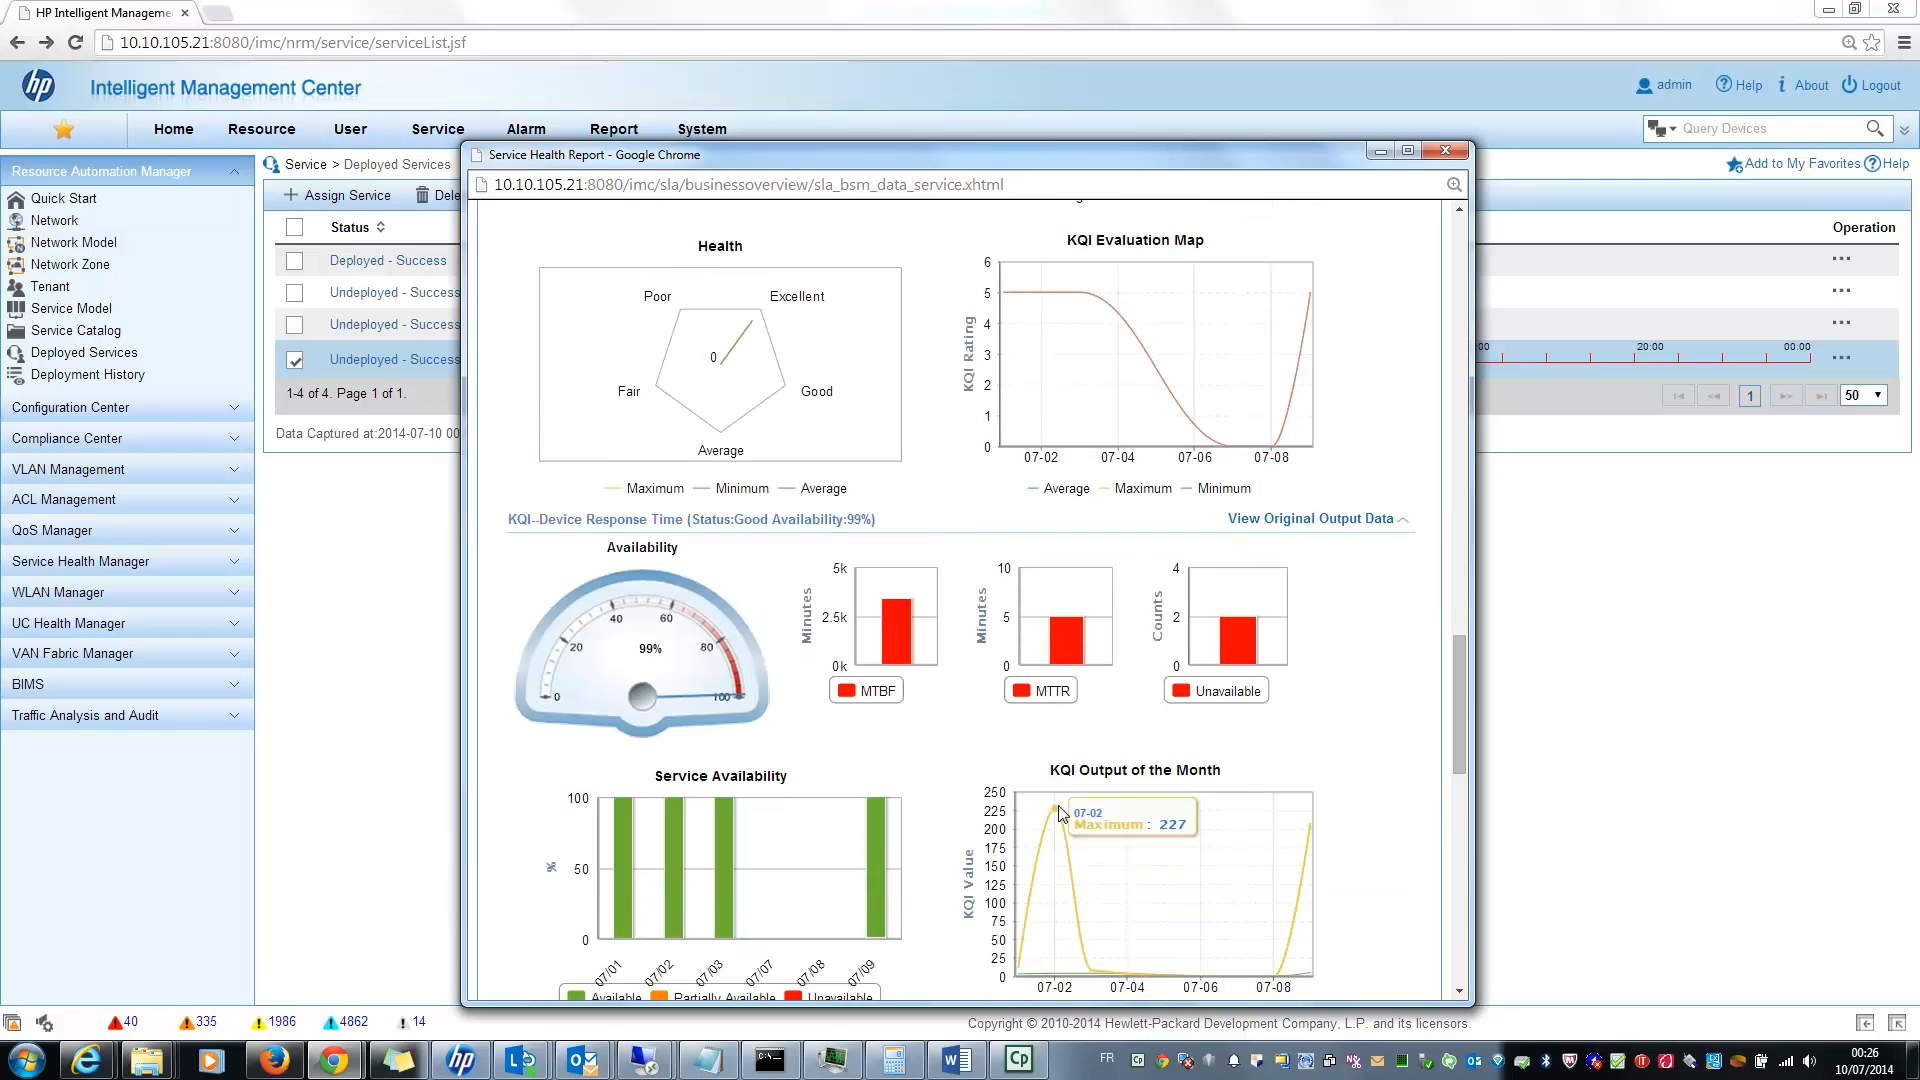 HP Intelligent Manageme
10.10.105.21:8080/imc/nrm/service/serviceList.jsf
hp Intelligent Management Center
admin Help About Logout
Home Resource User Service Alarm Report System
Query Devices
Service Health Report - Google Chrome
Resource Automation Manager
Service > Deployed Services
Add to My Favorites Help
10.10.105.21:8080/imc/sla/businessoverview/sla_bsm_data_service.xhtml
Assign Service Dele
Quick Start
Network
Network Model
Network Zone
Tenant
Service Model
Service Catalog
Deployed Services
Deployment History
Configuration Center
Compliance Center
VLAN Management
ACL Management
QoS Manager
Service Health Manager
WLAN Manager
UC Health Manager
VAN Fabric Manager
BIMS
Traffic Analysis and Audit
Status
Operation
Deployed - Success
Undeployed - Success
Undeployed - Success
Undeployed - Success
:00 20:00 00:00
1-4 of 4. Page 1 of 1.
1 50
Data Captured at:2014-07-10 00
Health
Poor Excellent
0
Fair Good
Average
Maximum Minimum Average
KQI Evaluation Map
KQI Rating
6
5
4
3
2
1
0
07-02 07-04 07-06 07-08
Average Maximum Minimum
KQI--Device Response Time (Status:Good Availability:99%)
View Original Output Data
Availability
0 20 40 60 80 100
99%
Minutes
5k
2.5k
0k
MTBF
Minutes
10
5
0
MTTR
Counts
4
2
0
Unavailable
Service Availability
%
100
50
0
07/01 07/02 07/03 07/07 07/08 07/09
Available Partially Available Unavailable
KQI Output of the Month
KQI Value
250
225
200
175
150
125
100
75
50
25
0
07-02
Maximum : 227
07-02 07-04 07-06 07-08
40 335 1986 4862 14
Copyright © 2010-2014 Hewlett-Packard Development Company, L.P. and its licensors.
hp
Cp
FR
00:26
10/07/2014